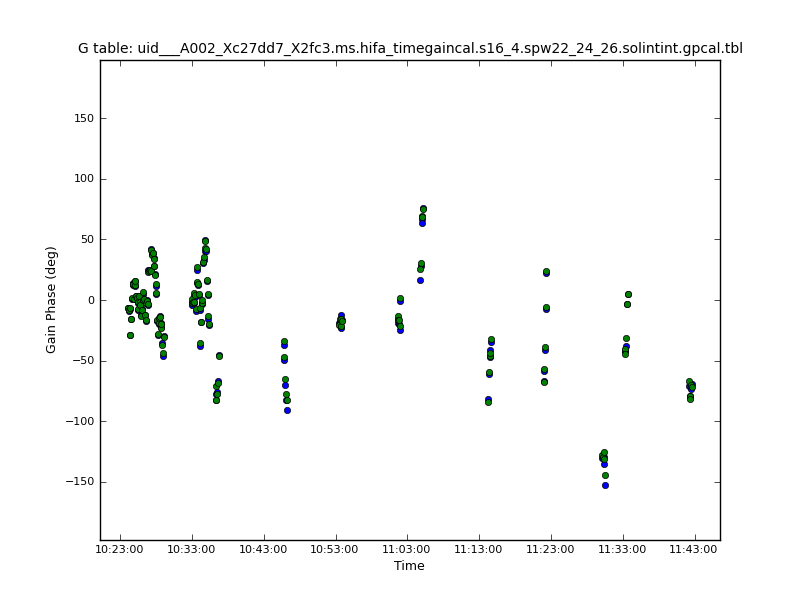 G table: uid___A002_Xc27dd7_X2fc3.ms.hifa_timegaincal.s16_4.spw22_24_26.solintint.gpcal.tbl
150
100
50
0
−50
−100
−150
Gain Phase (deg)
10:23:00 10:33:00 10:43:00 10:53:00 11:03:00 11:13:00 11:23:00 11:33:00 11:43:00
Time